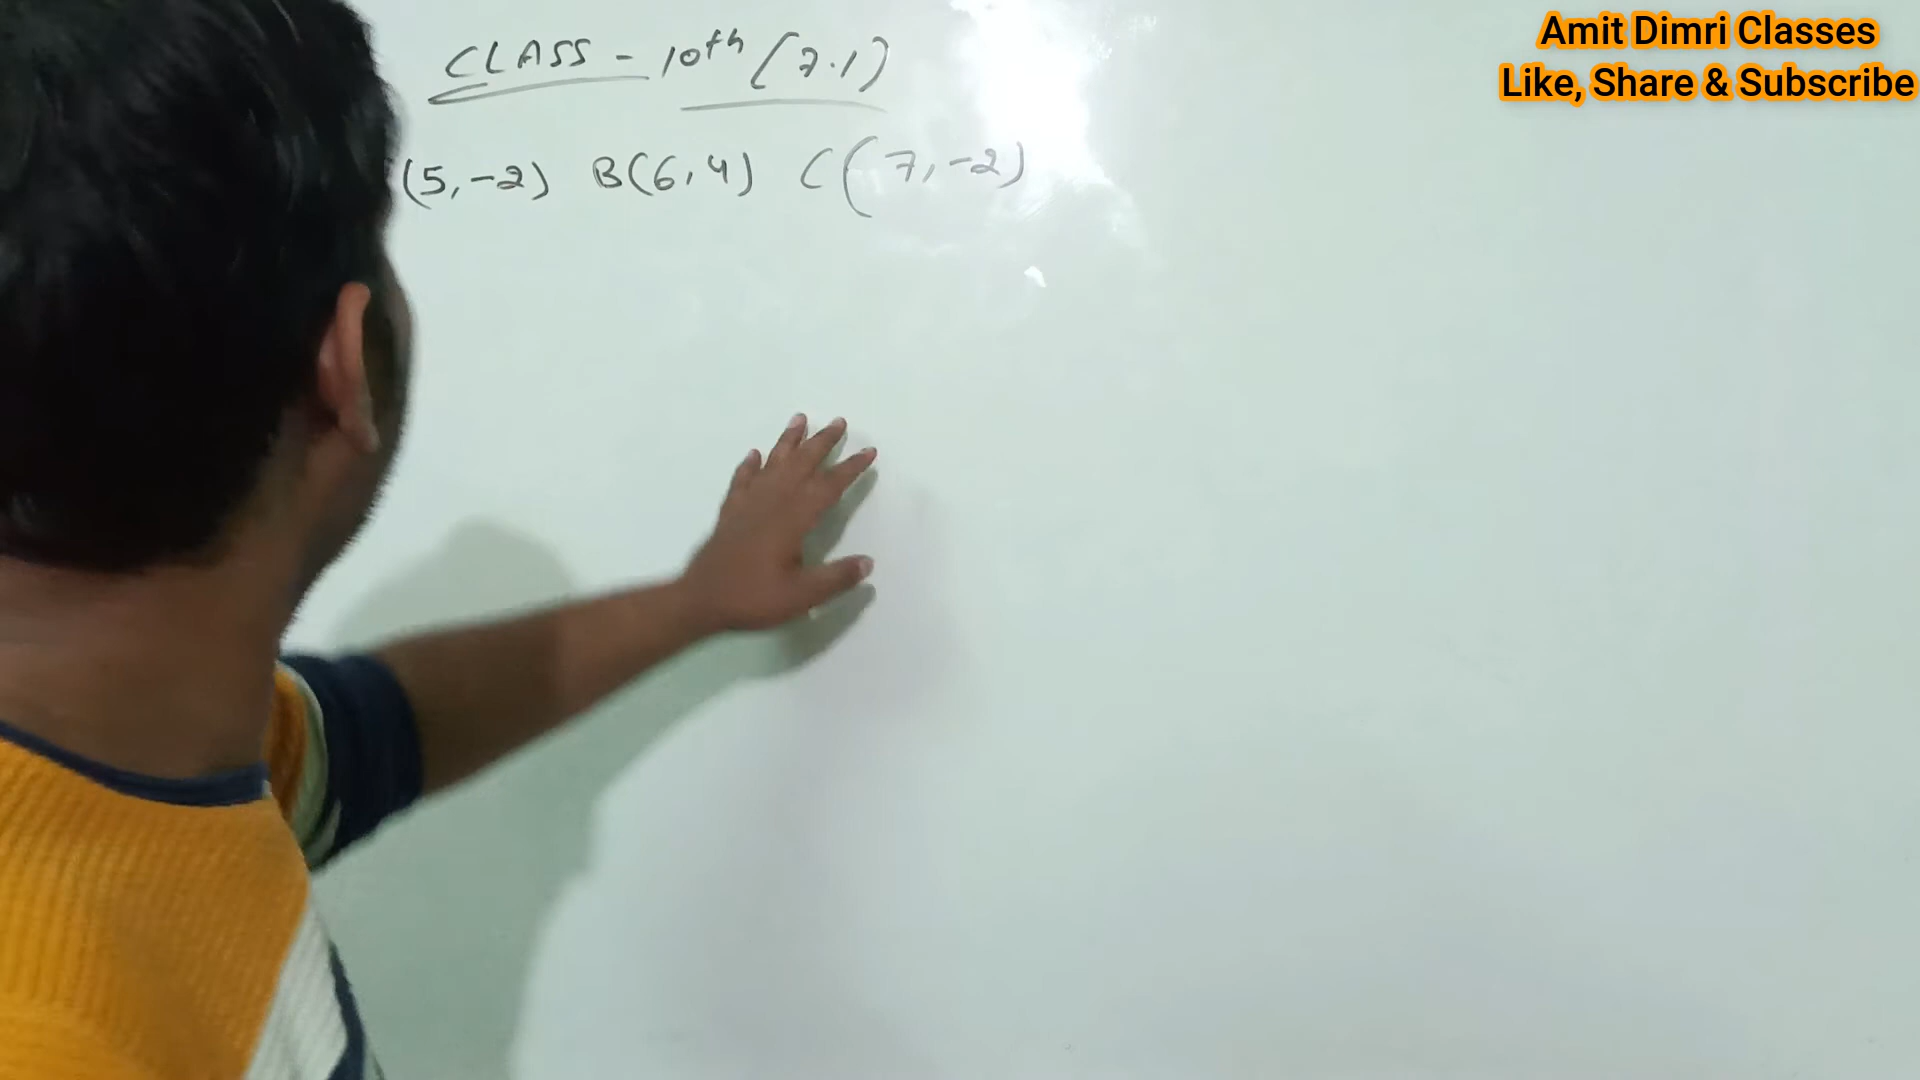 Amit Dimri Classes
Like, Share & Subscribe
CLASS - 10th (7.1)
(5,-2) B(6,4) C(7,-2)